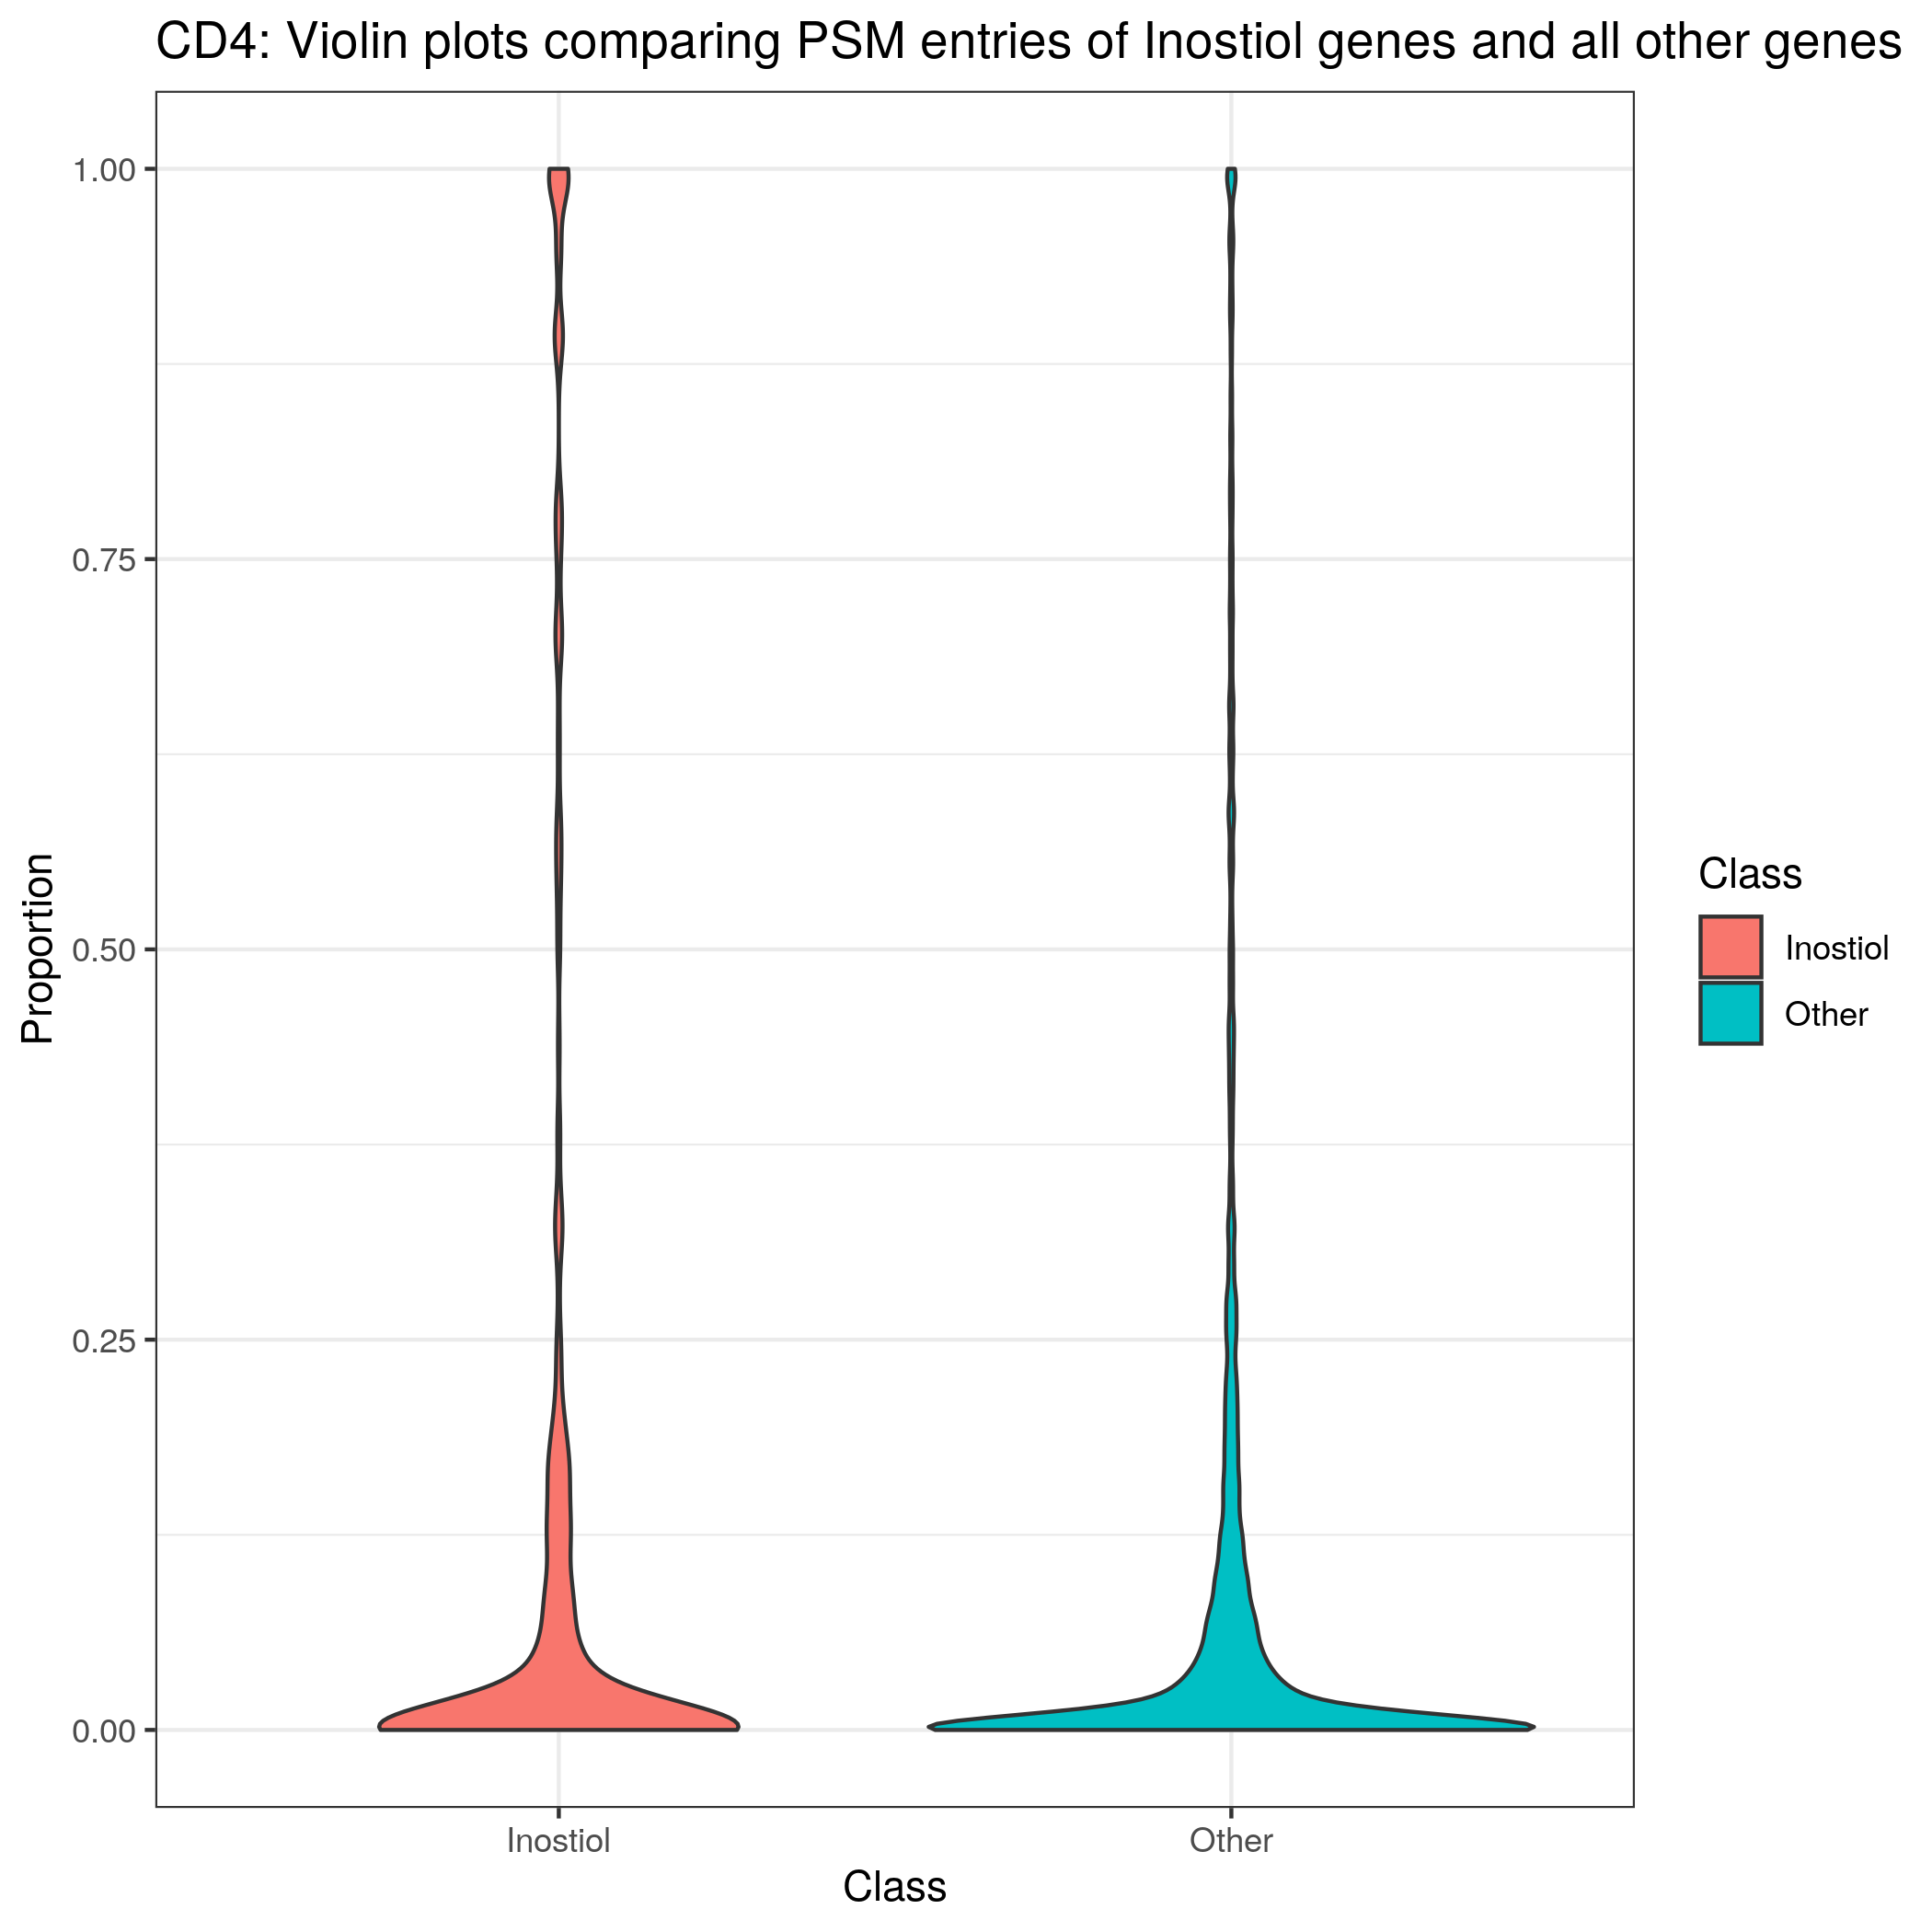 CD4: Violin plots comparing PSM entries of Inostiol genes and all other genes
1.00
0.75
0.50
0.25
0.00
Proportion
Inostiol
Other
Class
Class
Inostiol
Other